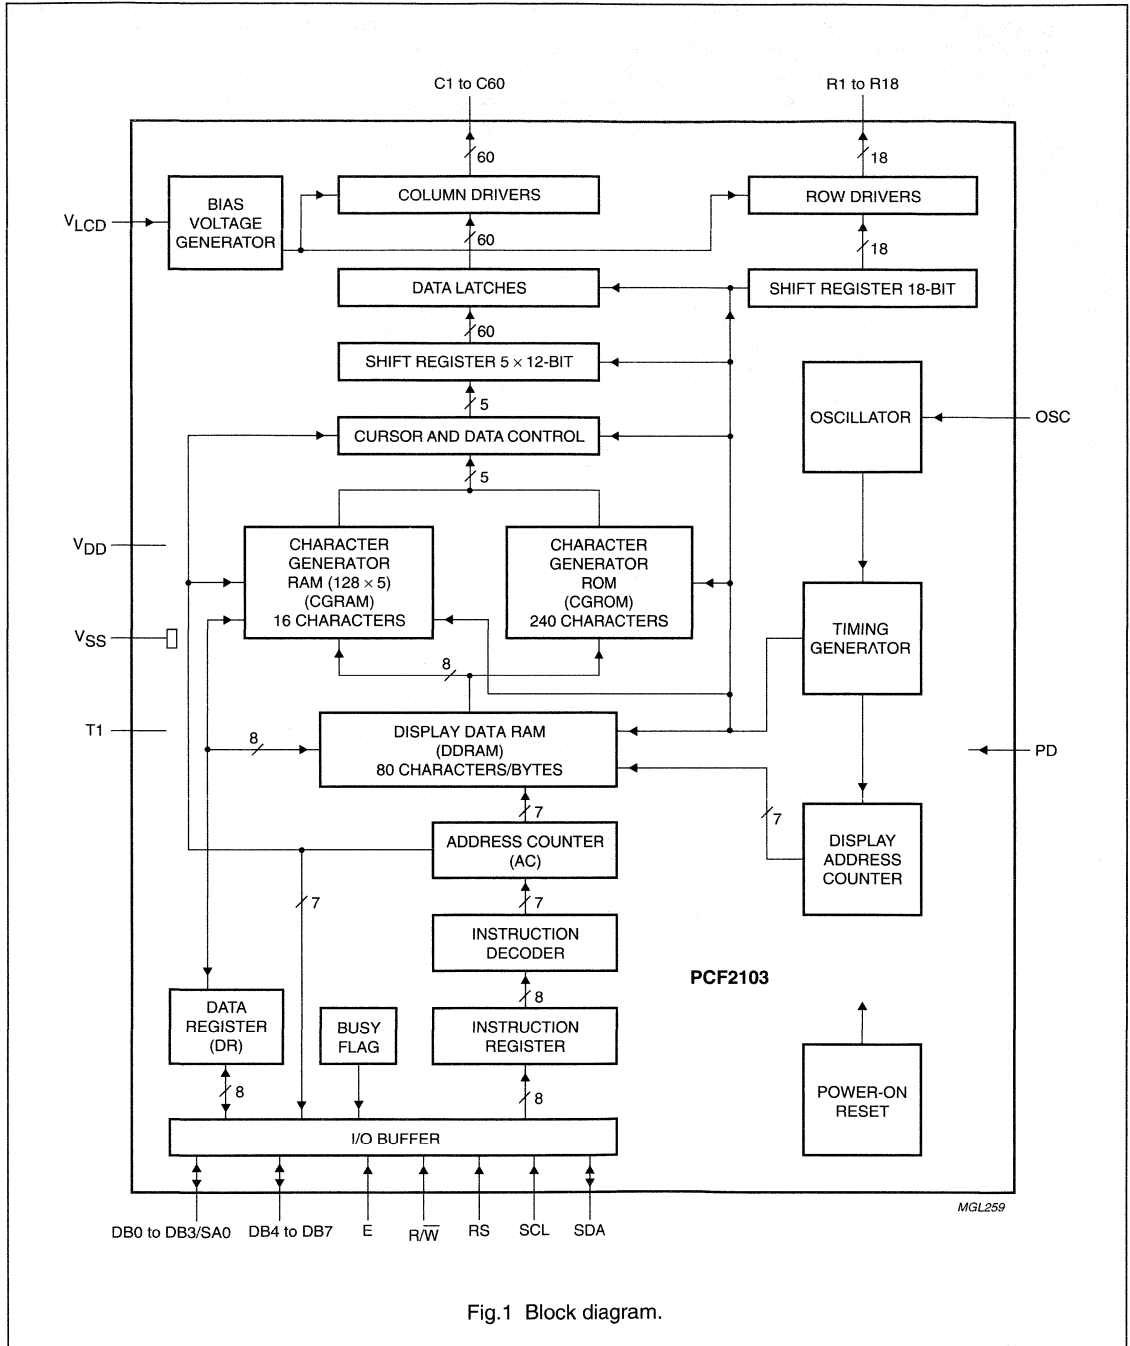 C1 to C60
R1 to R18
60
18
BIAS
VOLTAGE
GENERATOR
COLUMN DRIVERS
ROW DRIVERS
VLCD
60
18
DATA LATCHES
SHIFT REGISTER 18-BIT
60
SHIFT REGISTER 5 × 12-BIT
5
OSCILLATOR
OSC
CURSOR AND DATA CONTROL
5
VDD
CHARACTER
GENERATOR
RAM (128 × 5)
(CGRAM)
16 CHARACTERS
CHARACTER
GENERATOR
ROM
(CGROM)
240 CHARACTERS
VSS
TIMING
GENERATOR
8
T1
8
DISPLAY DATA RAM
(DDRAM)
80 CHARACTERS/BYTES
PD
7
7
ADDRESS COUNTER
(AC)
DISPLAY
ADDRESS
COUNTER
7
7
INSTRUCTION
DECODER
PCF2103
8
DATA
REGISTER
(DR)
BUSY
FLAG
INSTRUCTION
REGISTER
8
8
POWER-ON
RESET
I/O BUFFER
DB0 to DB3/SA0
DB4 to DB7
E
R/W̅
RS
SCL
SDA
MGL259
Fig.1 Block diagram.